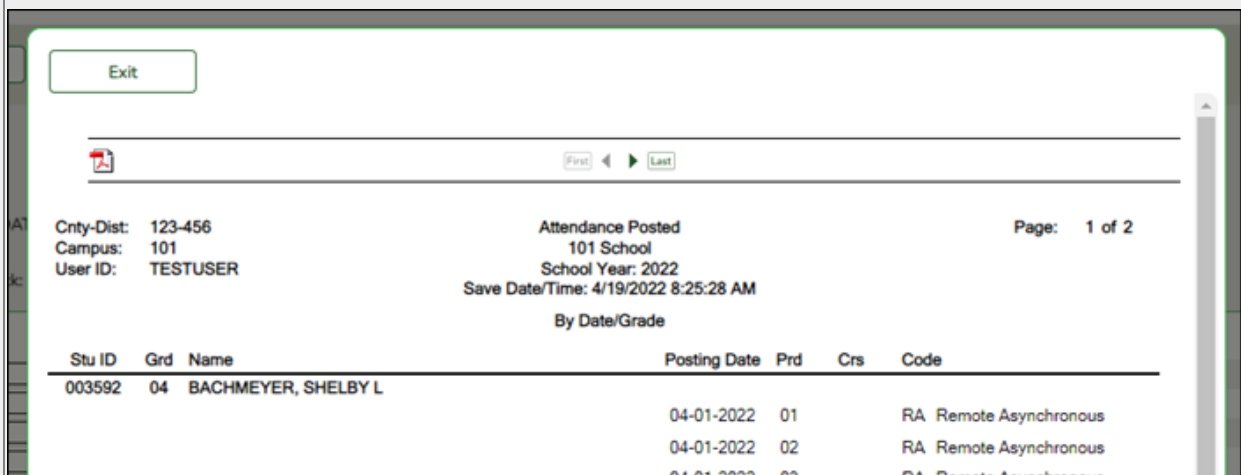 Exit
First Last
Cnty-Dist: 123-456 Attendance Posted Page: 1 of 2
Campus: 101 101 School
User ID: TESTUSER School Year: 2022
Save Date/Time: 4/19/2022 8:25:28 AM
By Date/Grade
Stu ID Grd Name Posting Date Prd Crs Code
003592 04 BACHMEYER, SHELBY L
04-01-2022 01 RA Remote Asynchronous
04-01-2022 02 RA Remote Asynchronous